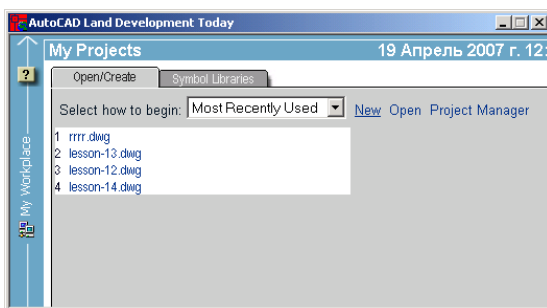 AutoCAD Land Development Today
My Projects 19 Апрель 2007 г. 12:
? Open/Create Symbol Libraries
Select how to begin: Most Recently Used New Open Project Manager
1 rrrr.dwg
2 lesson-13.dwg
3 lesson-12.dwg
4 lesson-14.dwg
My Workplace